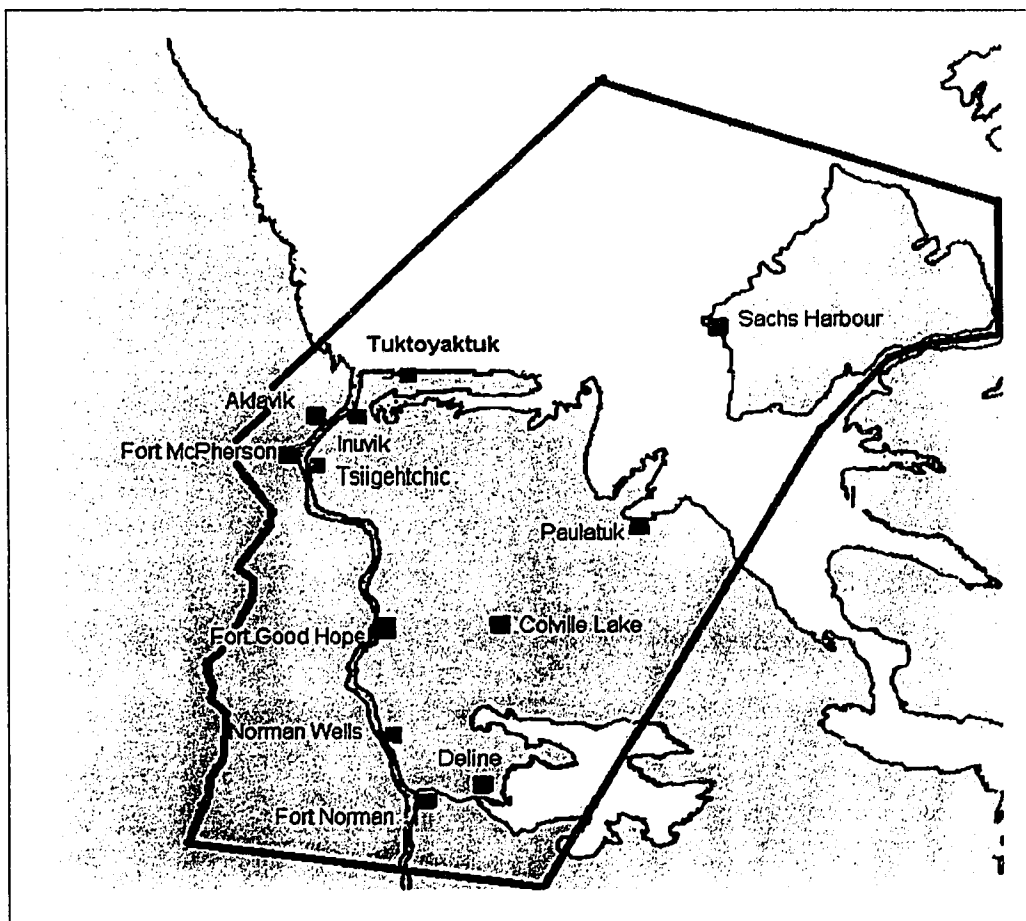 Sachs Harbour
Tuktoyaktuk
Aklavik
Inuvik
Fort McPherson
Tsiigehtchic
Paulatuk
Fort Good Hope
Colville Lake
Norman Wells
Deline
Fort Norman